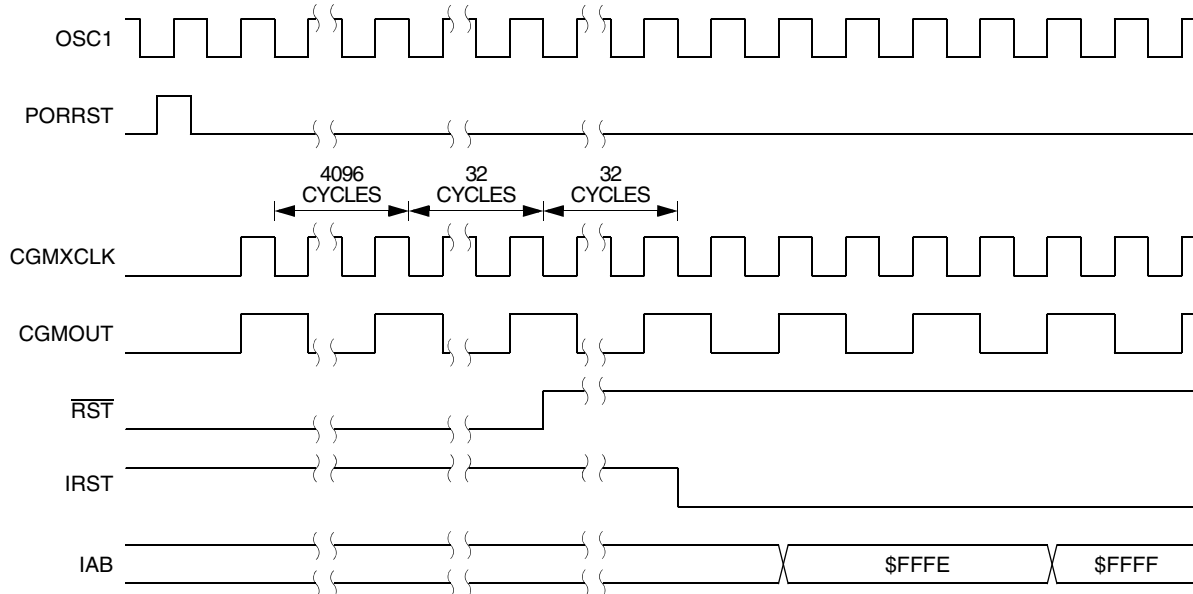 OSC1
PORRST
4096
CYCLES
32
CYCLES
32
CYCLES
CGMXCLK
CGMOUT
RST
IRST
IAB
$FFFE
$FFFF